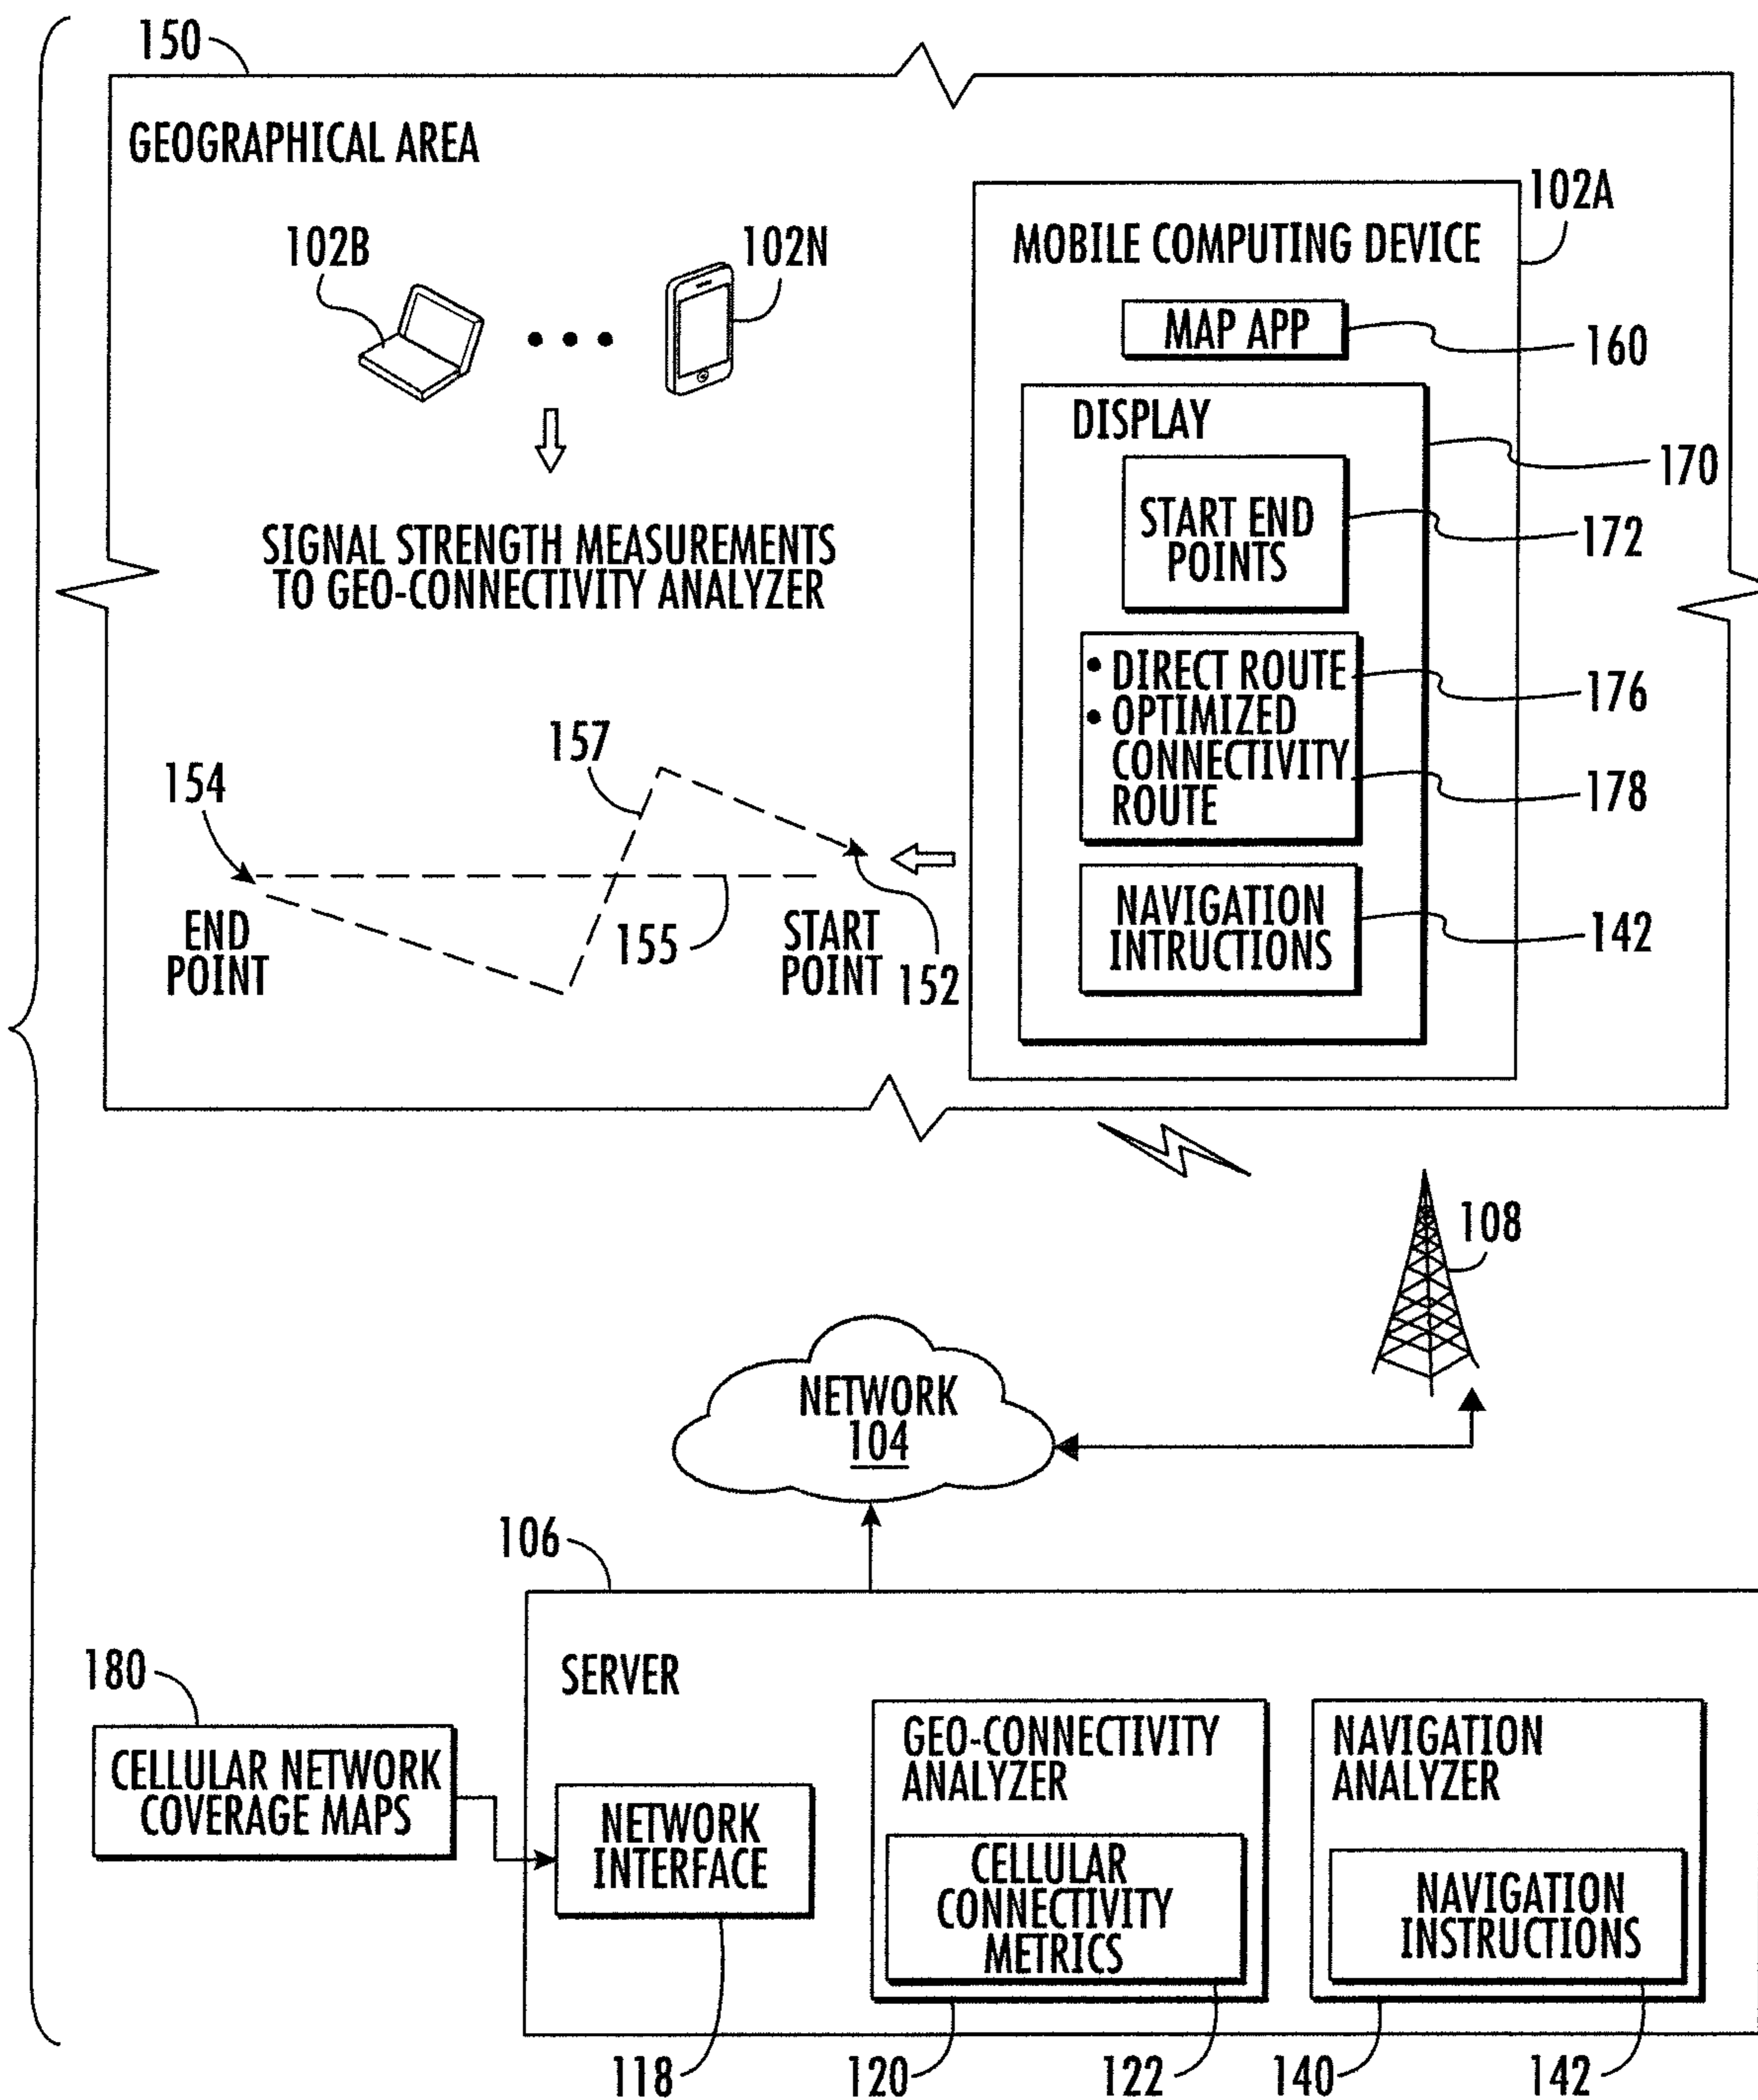 150
GEOGRAPHICAL AREA
102A
MOBILE COMPUTING DEVICE
102B
102N
MAP APP
160
DISPLAY
170
START END
POINTS
172
SIGNAL STRENGTH MEASUREMENTS
TO GEO-CONNECTIVITY ANALYZER
• DIRECT ROUTE
176
• OPTIMIZED
CONNECTIVITY
ROUTE
178
157
154
END
POINT
155
START
POINT
152
NAVIGATION
INTRUCTIONS
142
108
NETWORK
104
106
SERVER
180
CELLULAR NETWORK
COVERAGE MAPS
NETWORK
INTERFACE
GEO-CONNECTIVITY
ANALYZER
CELLULAR
CONNECTIVITY
METRICS
NAVIGATION
ANALYZER
NAVIGATION
INSTRUCTIONS
118
120
122
140
142